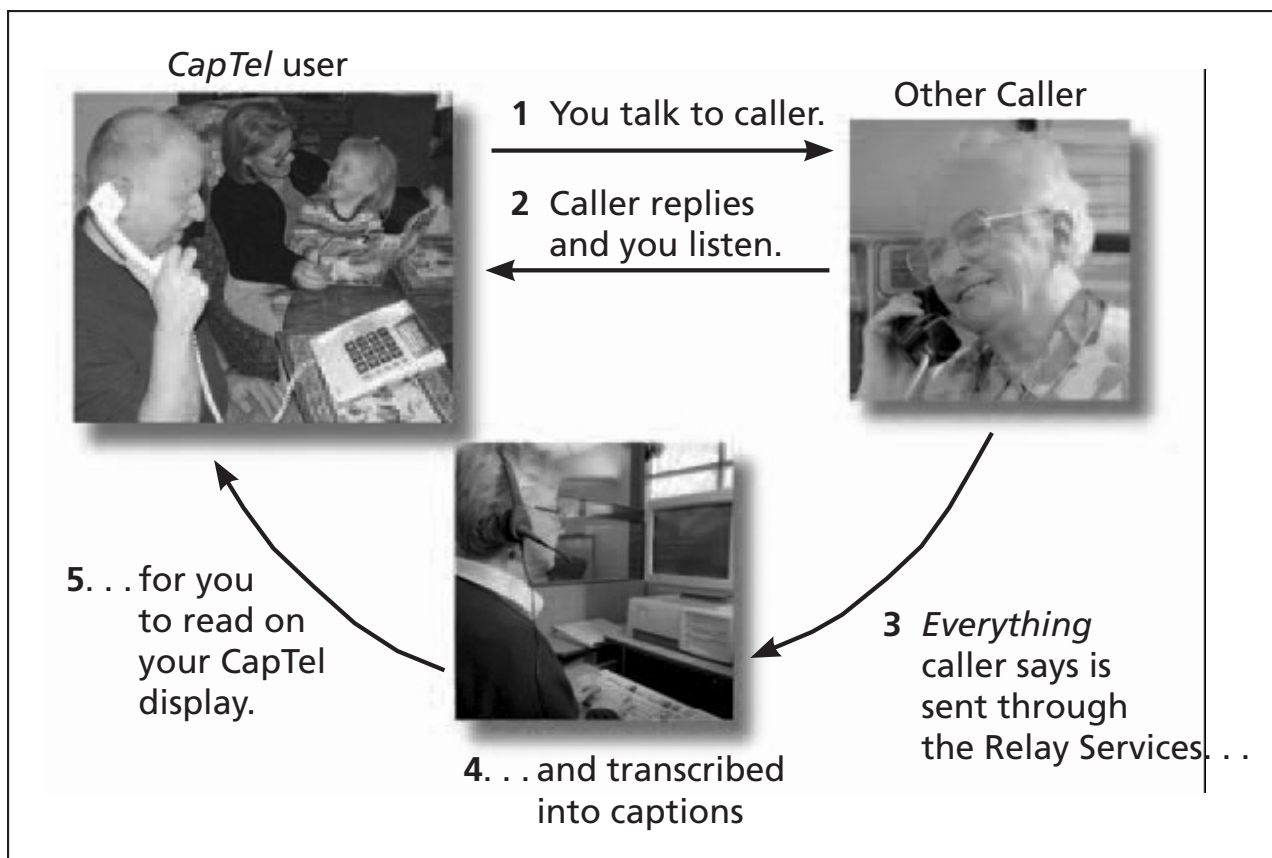 CapTel user
1 You talk to caller.
Other Caller
2 Caller replies
and you listen.
3 Everything
caller says is
sent through
the Relay Services. . .
4. . . and transcribed
into captions
5. . . for you
to read on
your CapTel
display.